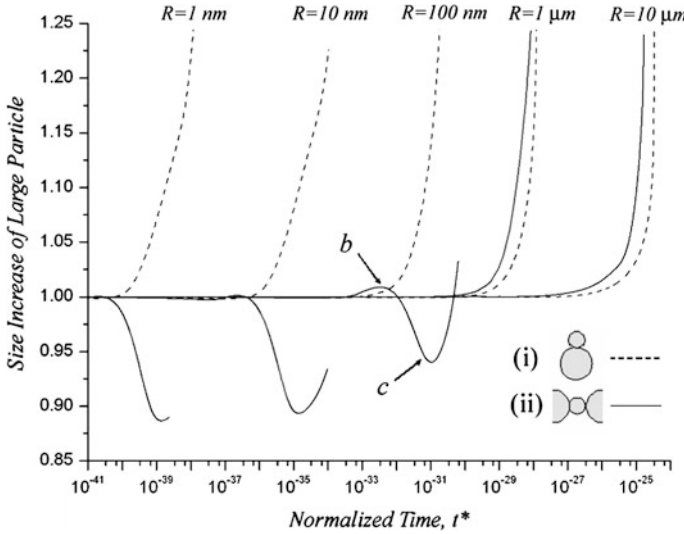 R=1 nm R=10 nm R=100 nm R=1 μm R=10 μm
1.25
1.20
1.15
1.10
1.05
1.00
0.95
0.90
0.85
Size Increase of Large Particle
b
c
(i)
(ii)
10⁻⁴¹ 10⁻³⁹ 10⁻³⁷ 10⁻³⁵ 10⁻³³ 10⁻³¹ 10⁻²⁹ 10⁻²⁷ 10⁻²⁵
Normalized Time, t*